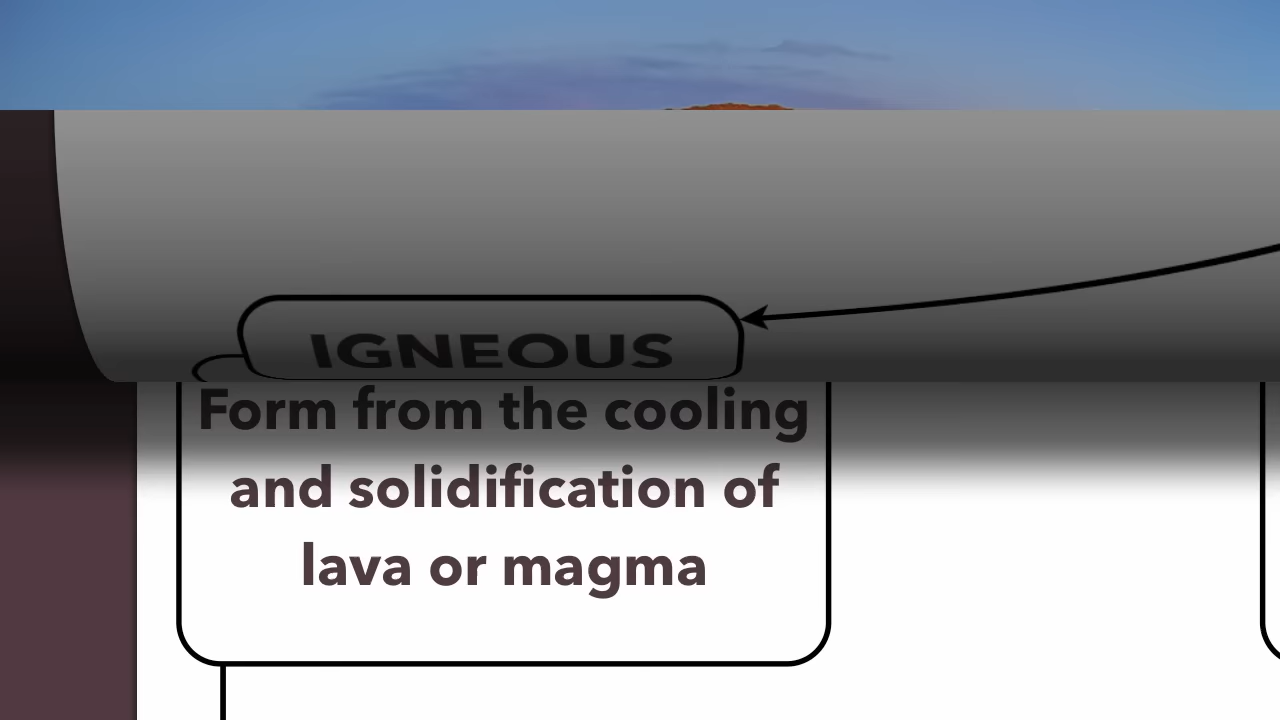 IGNEOUS
Form from the cooling
and solidification of
lava or magma